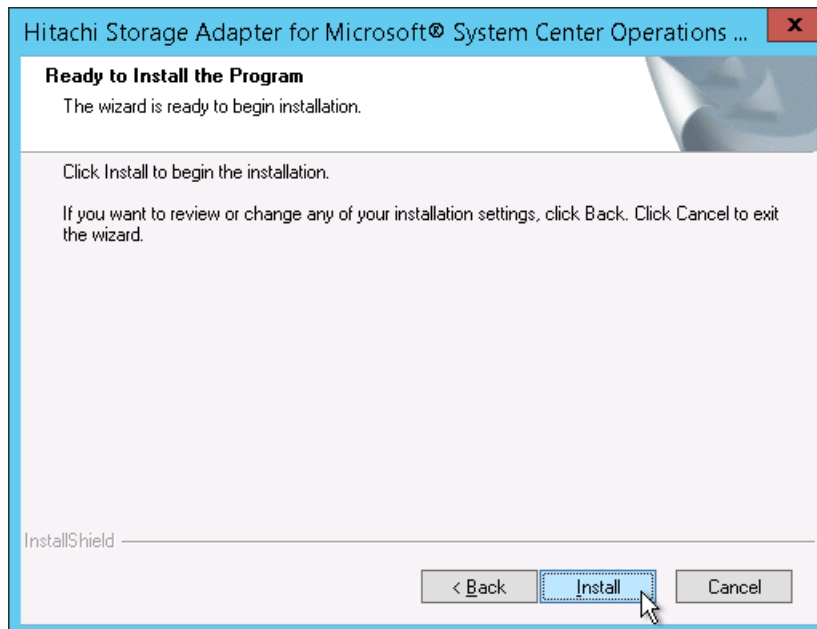 Hitachi Storage Adapter for Microsoft® System Center Operations ...
x
Ready to Install the Program
The wizard is ready to begin installation.
Click Install to begin the installation.
If you want to review or change any of your installation settings, click Back. Click Cancel to exit
the wizard.
InstallShield
< Back Install Cancel